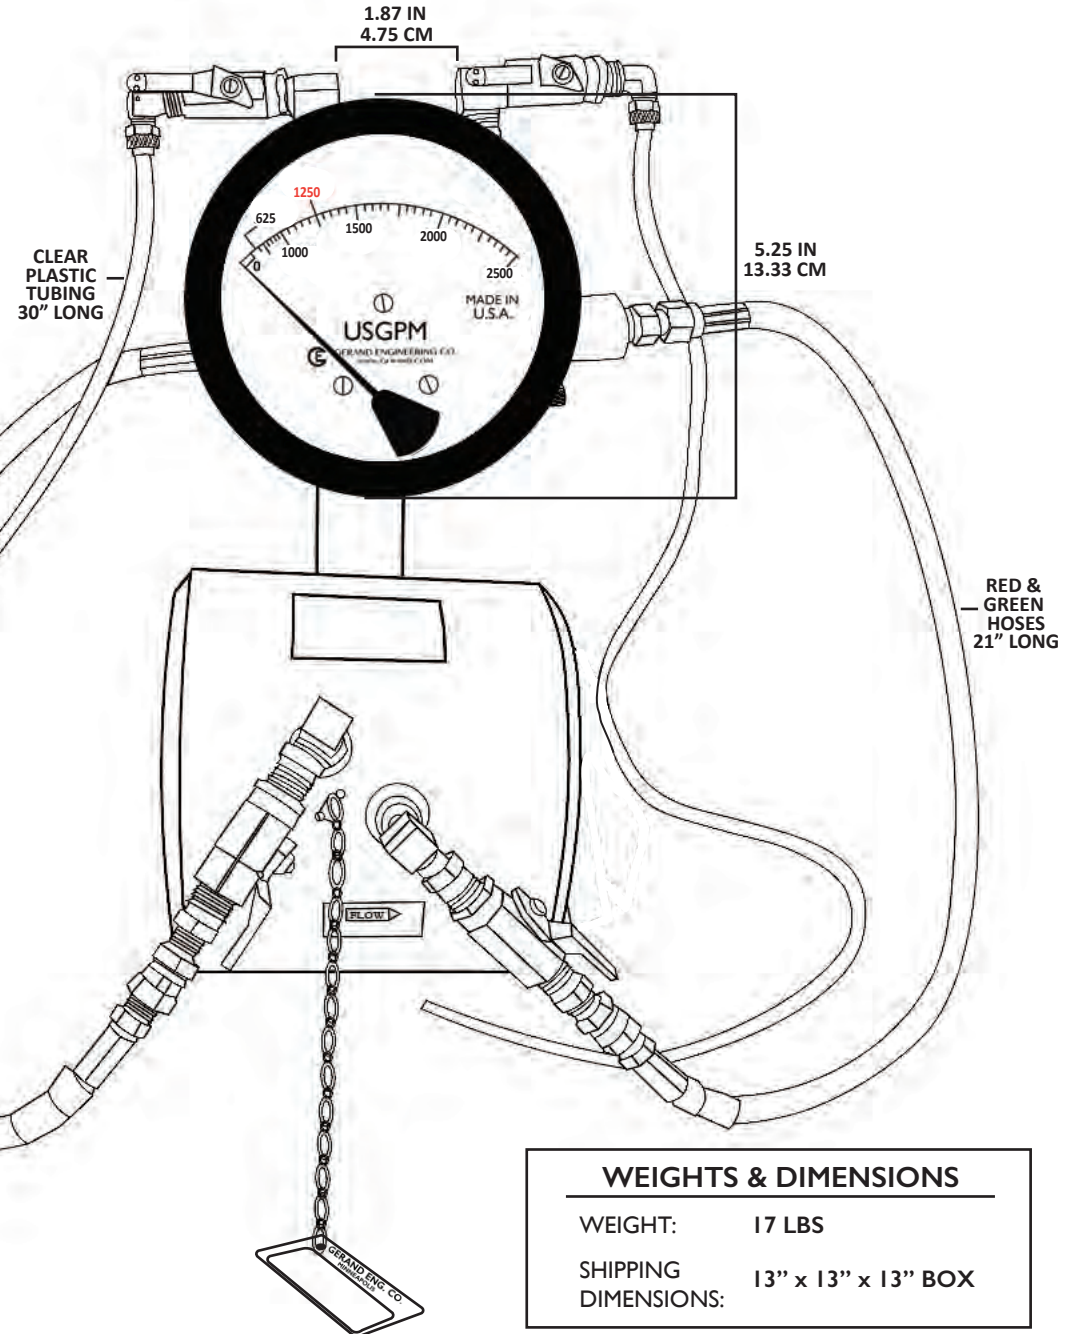 1.87 IN
4.75 CM
1250
625
1500
2000
1000
0
2500
CLEAR
PLASTIC
TUBING
30” LONG
5.25 IN
13.33 CM
MADE IN
U.S.A.
USGPM
GERAND ENGINEERING CO.
RED &
GREEN
HOSES
21” LONG
FLOW
GERAND ENG. CO.
MINNEAPOLIS
WEIGHTS & DIMENSIONS
WEIGHT: 17 LBS
SHIPPING
DIMENSIONS: 13” x 13” x 13” BOX